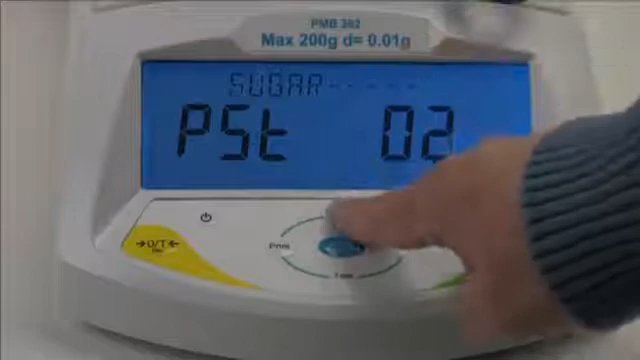 PMB 202
Max 200g d= 0.01g
SUGAR-----
PSt 02
→0/T←
Print